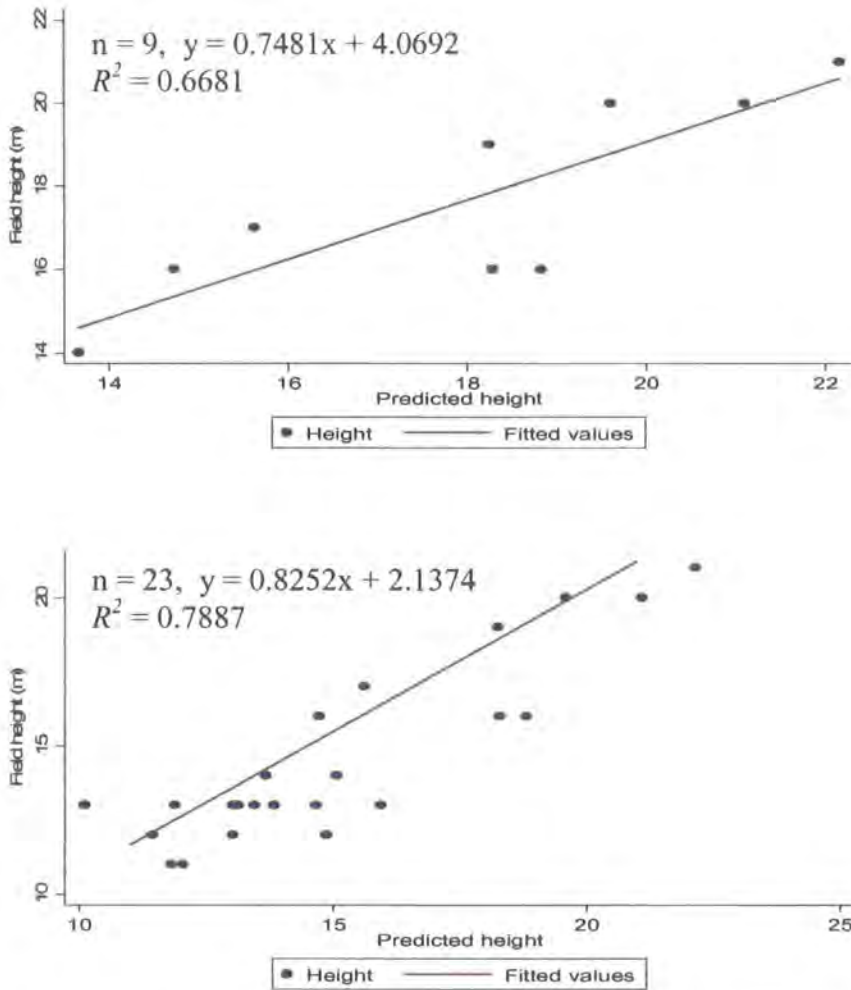 n = 9, y = 0.7481x + 4.0692
R² = 0.6681
22
20
18
16
14
Field height (m)
14 16 18 20 22
Predicted height
Height Fitted values
n = 23, y = 0.8252x + 2.1374
R² = 0.7887
20
15
10
Field height (m)
10 15 20 25
Predicted height
Height Fitted values